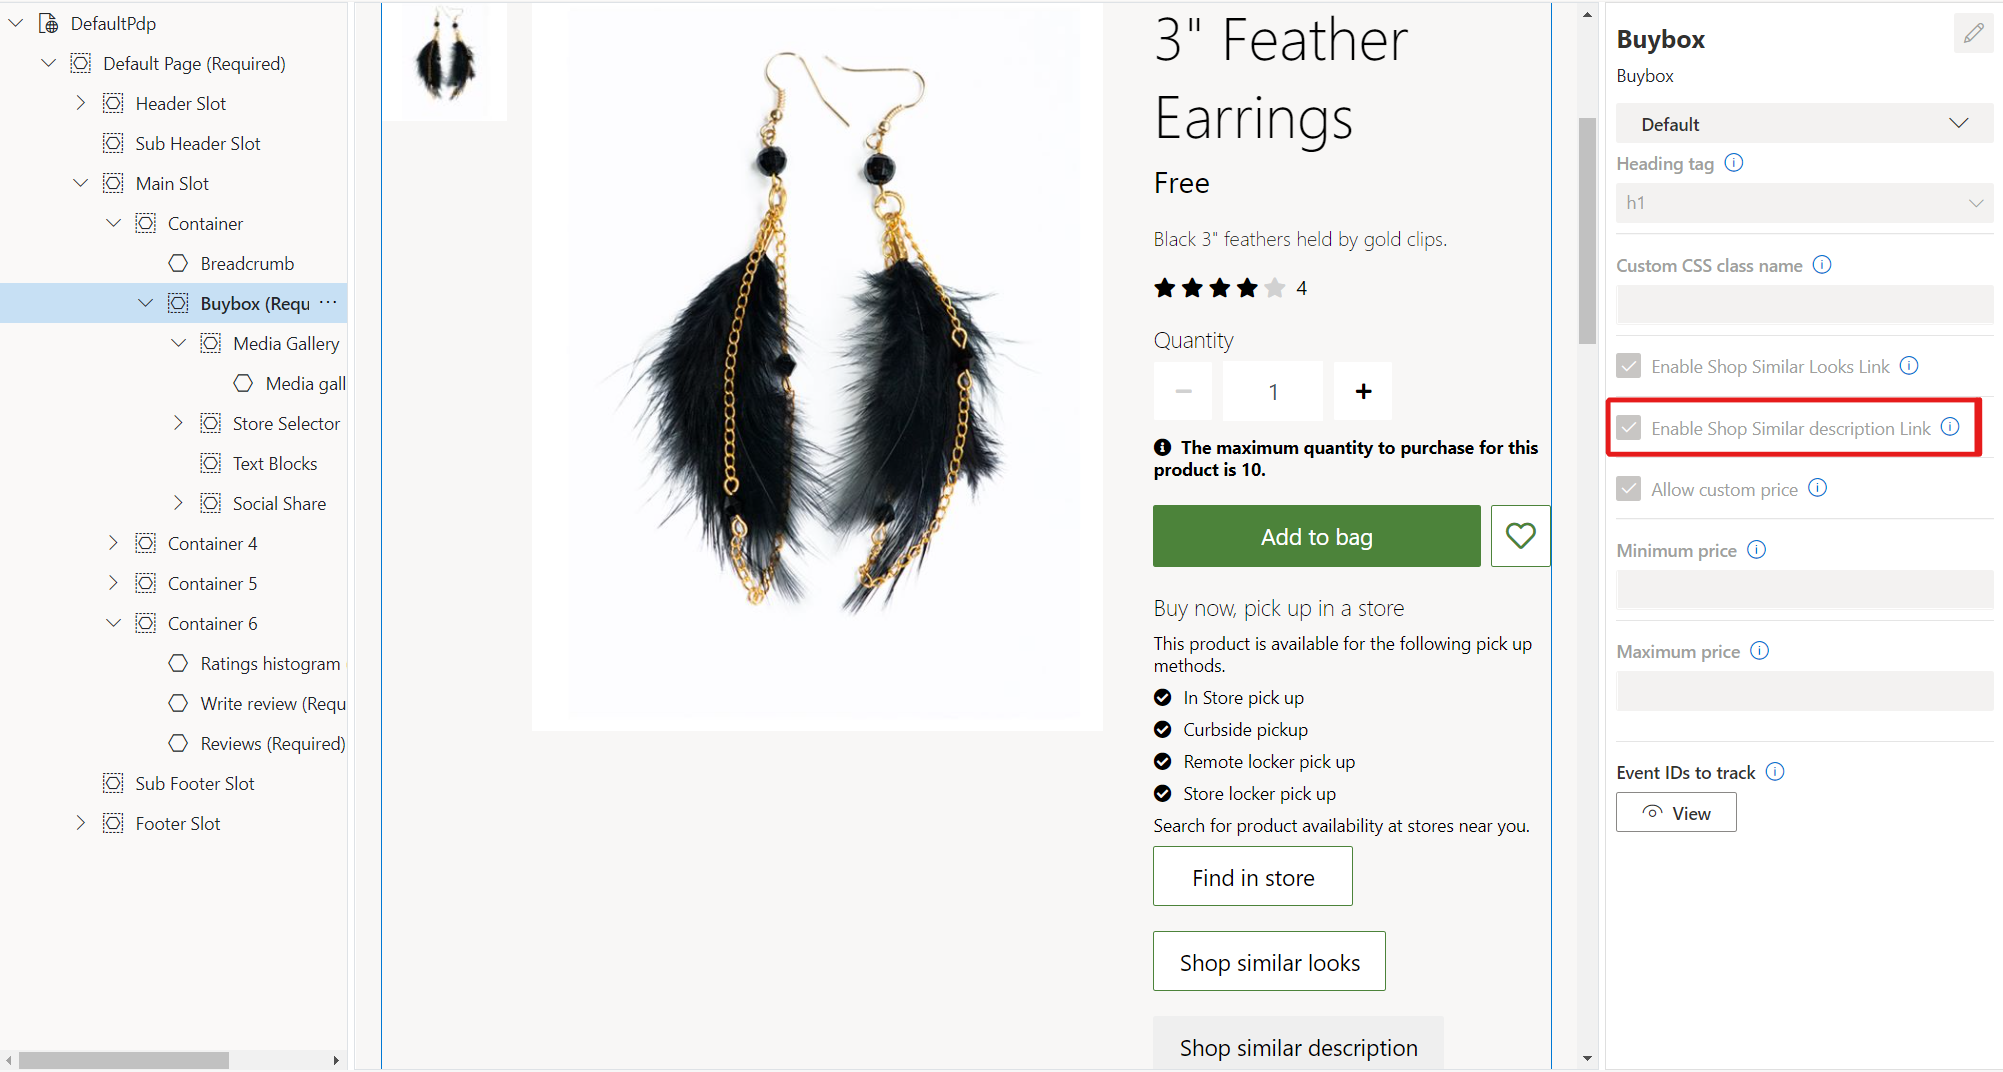 DefaultPdp
Default Page (Required)
Header Slot
Sub Header Slot
Main Slot
Container
Breadcrumb
Buybox (Requ ···
Media Gallery
Media gall
Store Selector
Text Blocks
Social Share
Container 4
Container 5
Container 6
Ratings histogram
Write review (Requ
Reviews (Required)
Sub Footer Slot
Footer Slot
3" Feather
Earrings
Free
Black 3" feathers held by gold clips.
4
Quantity
1
The maximum quantity to purchase for this
product is 10.
Add to bag
Buy now, pick up in a store
This product is available for the following pick up
methods.
In Store pick up
Curbside pickup
Remote locker pick up
Store locker pick up
Search for product availability at stores near you.
Find in store
Shop similar looks
Shop similar description
Buybox
Buybox
Default
Heading tag
h1
Custom CSS class name
Enable Shop Similar Looks Link
Enable Shop Similar description Link
Allow custom price
Minimum price
Maximum price
Event IDs to track
View